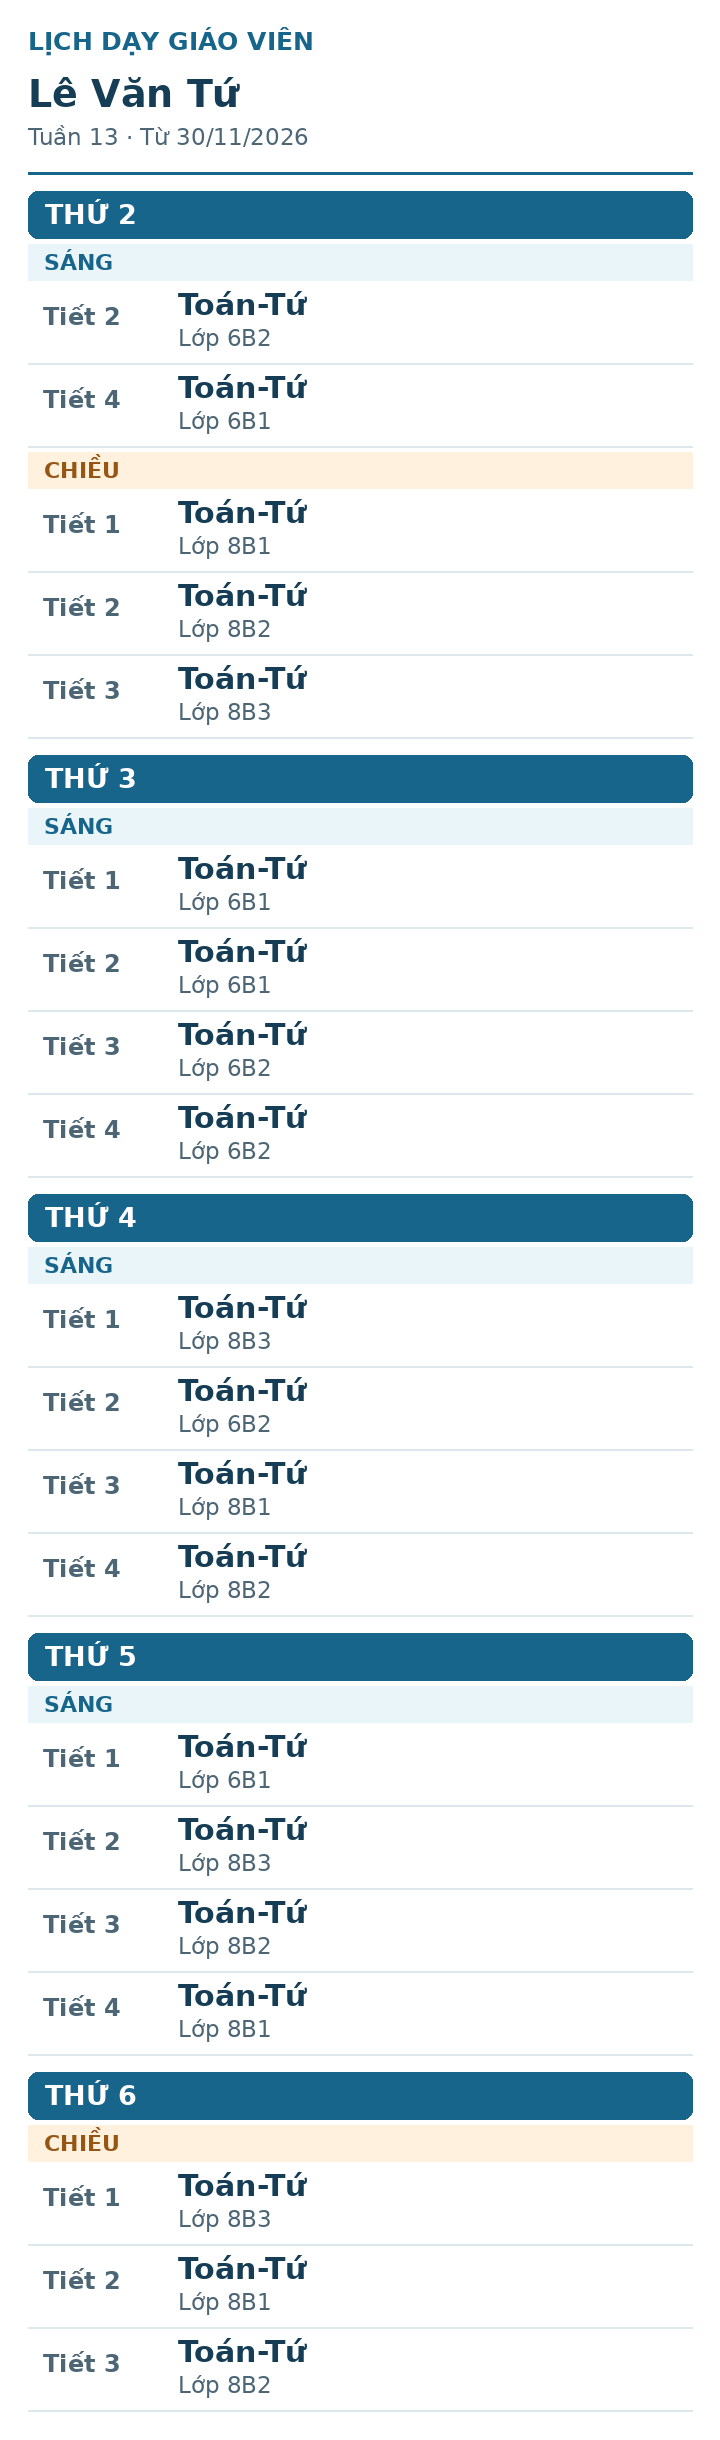 LỊCH DẠY GIÁO VIÊN
Lê Văn Tứ
Tuần 13 · Từ 30/11/2026
THỨ 2
SÁNG
Tiết 2
Toán-Tứ
Lớp 6B2
Tiết 4
Toán-Tứ
Lớp 6B1
CHIỀU
Tiết 1
Toán-Tứ
Lớp 8B1
Tiết 2
Toán-Tứ
Lớp 8B2
Tiết 3
Toán-Tứ
Lớp 8B3
THỨ 3
SÁNG
Tiết 1
Toán-Tứ
Lớp 6B1
Tiết 2
Toán-Tứ
Lớp 6B1
Tiết 3
Toán-Tứ
Lớp 6B2
Tiết 4
Toán-Tứ
Lớp 6B2
THỨ 4
SÁNG
Tiết 1
Toán-Tứ
Lớp 8B3
Tiết 2
Toán-Tứ
Lớp 6B2
Tiết 3
Toán-Tứ
Lớp 8B1
Tiết 4
Toán-Tứ
Lớp 8B2
THỨ 5
SÁNG
Tiết 1
Toán-Tứ
Lớp 6B1
Tiết 2
Toán-Tứ
Lớp 8B3
Tiết 3
Toán-Tứ
Lớp 8B2
Tiết 4
Toán-Tứ
Lớp 8B1
THỨ 6
CHIỀU
Tiết 1
Toán-Tứ
Lớp 8B3
Tiết 2
Toán-Tứ
Lớp 8B1
Tiết 3
Toán-Tứ
Lớp 8B2